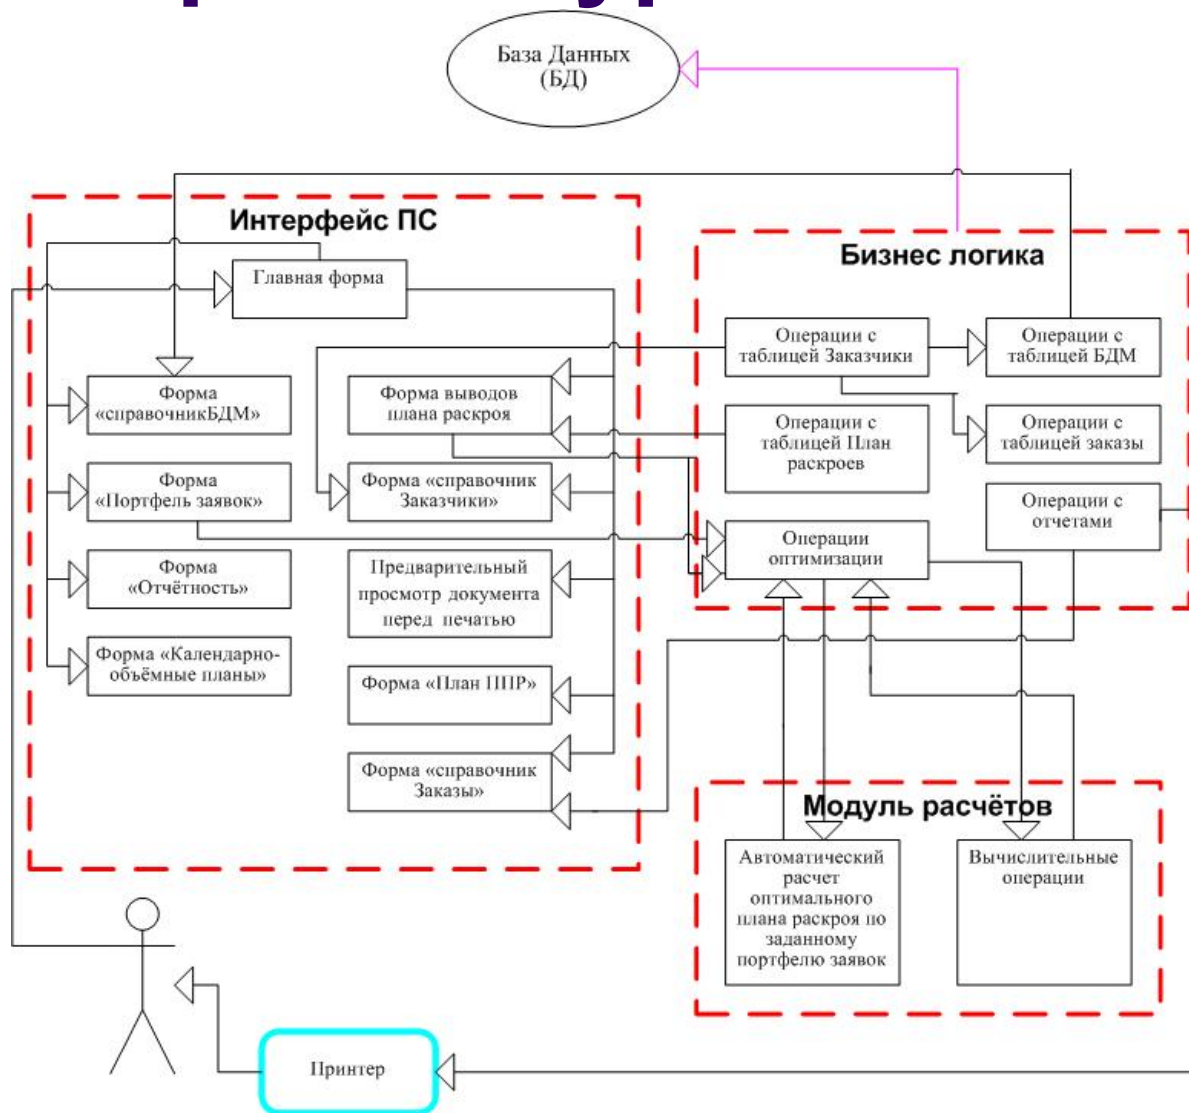 База Данных
(БД)
Интерфейс ПС
Главная форма
Форма
«справочникБДМ»
Форма
«Портфель заявок»
Форма
«Отчётность»
Форма «Календарно-
объёмные планы»
Форма выводов
плана раскроя
Форма «справочник
Заказчики»
Предварительный
просмотр документа
перед печатью
Форма «План ППР»
Форма «справочник
Заказы»
Бизнес логика
Операции с
таблицей Заказчики
Операции с
таблицей БДМ
Операции с
таблицей План
раскроев
Операции с
таблицей заказы
Операции с
отчетами
Операции
оптимизации
Модуль расчётов
Автоматический
расчет
оптимального
плана раскроя по
заданному
портфелю заявок
Вычислительные
операции
Принтер